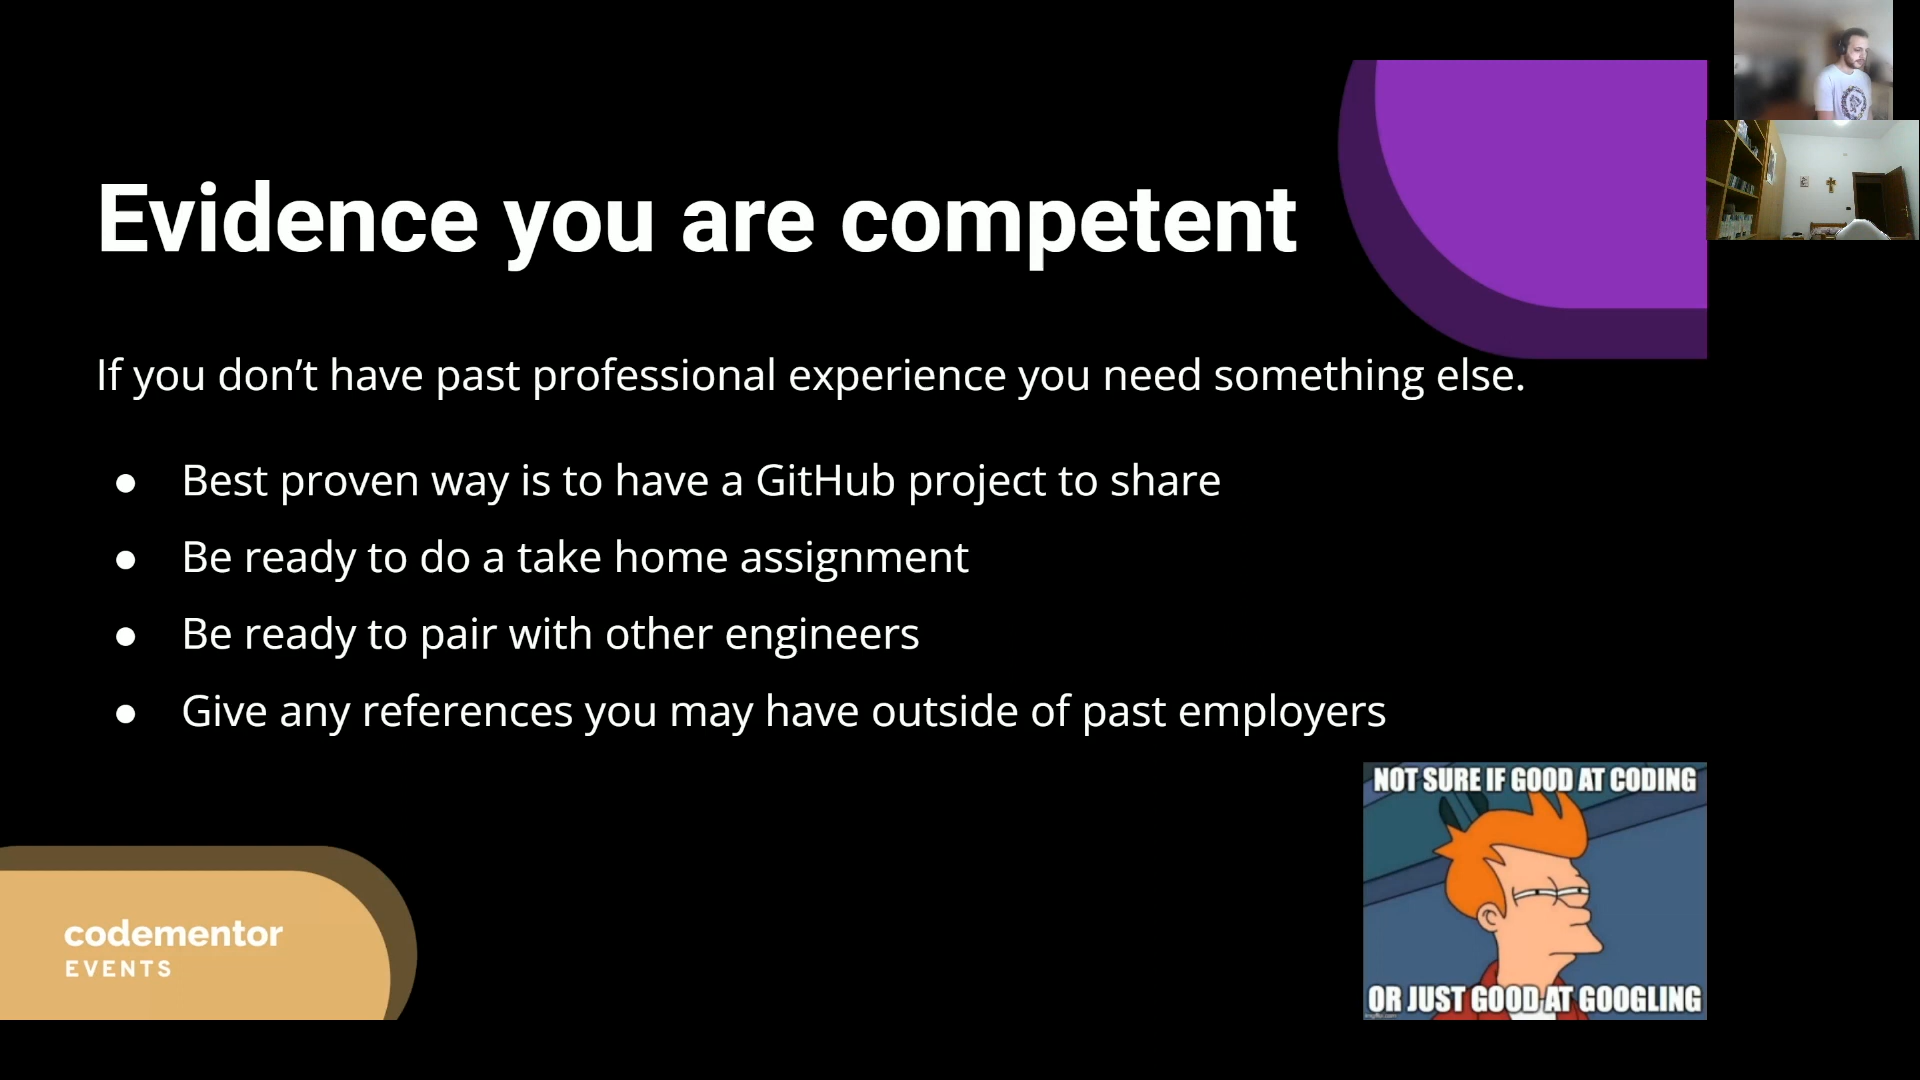 Evidence you are competent
If you don’t have past professional experience you need something else.
● Best proven way is to have a GitHub project to share
● Be ready to do a take home assignment
● Be ready to pair with other engineers
● Give any references you may have outside of past employers
NOT SURE IF GOOD AT CODING
OR JUST GOOD AT GOOGLING
imgflip.com
codementor
EVENTS